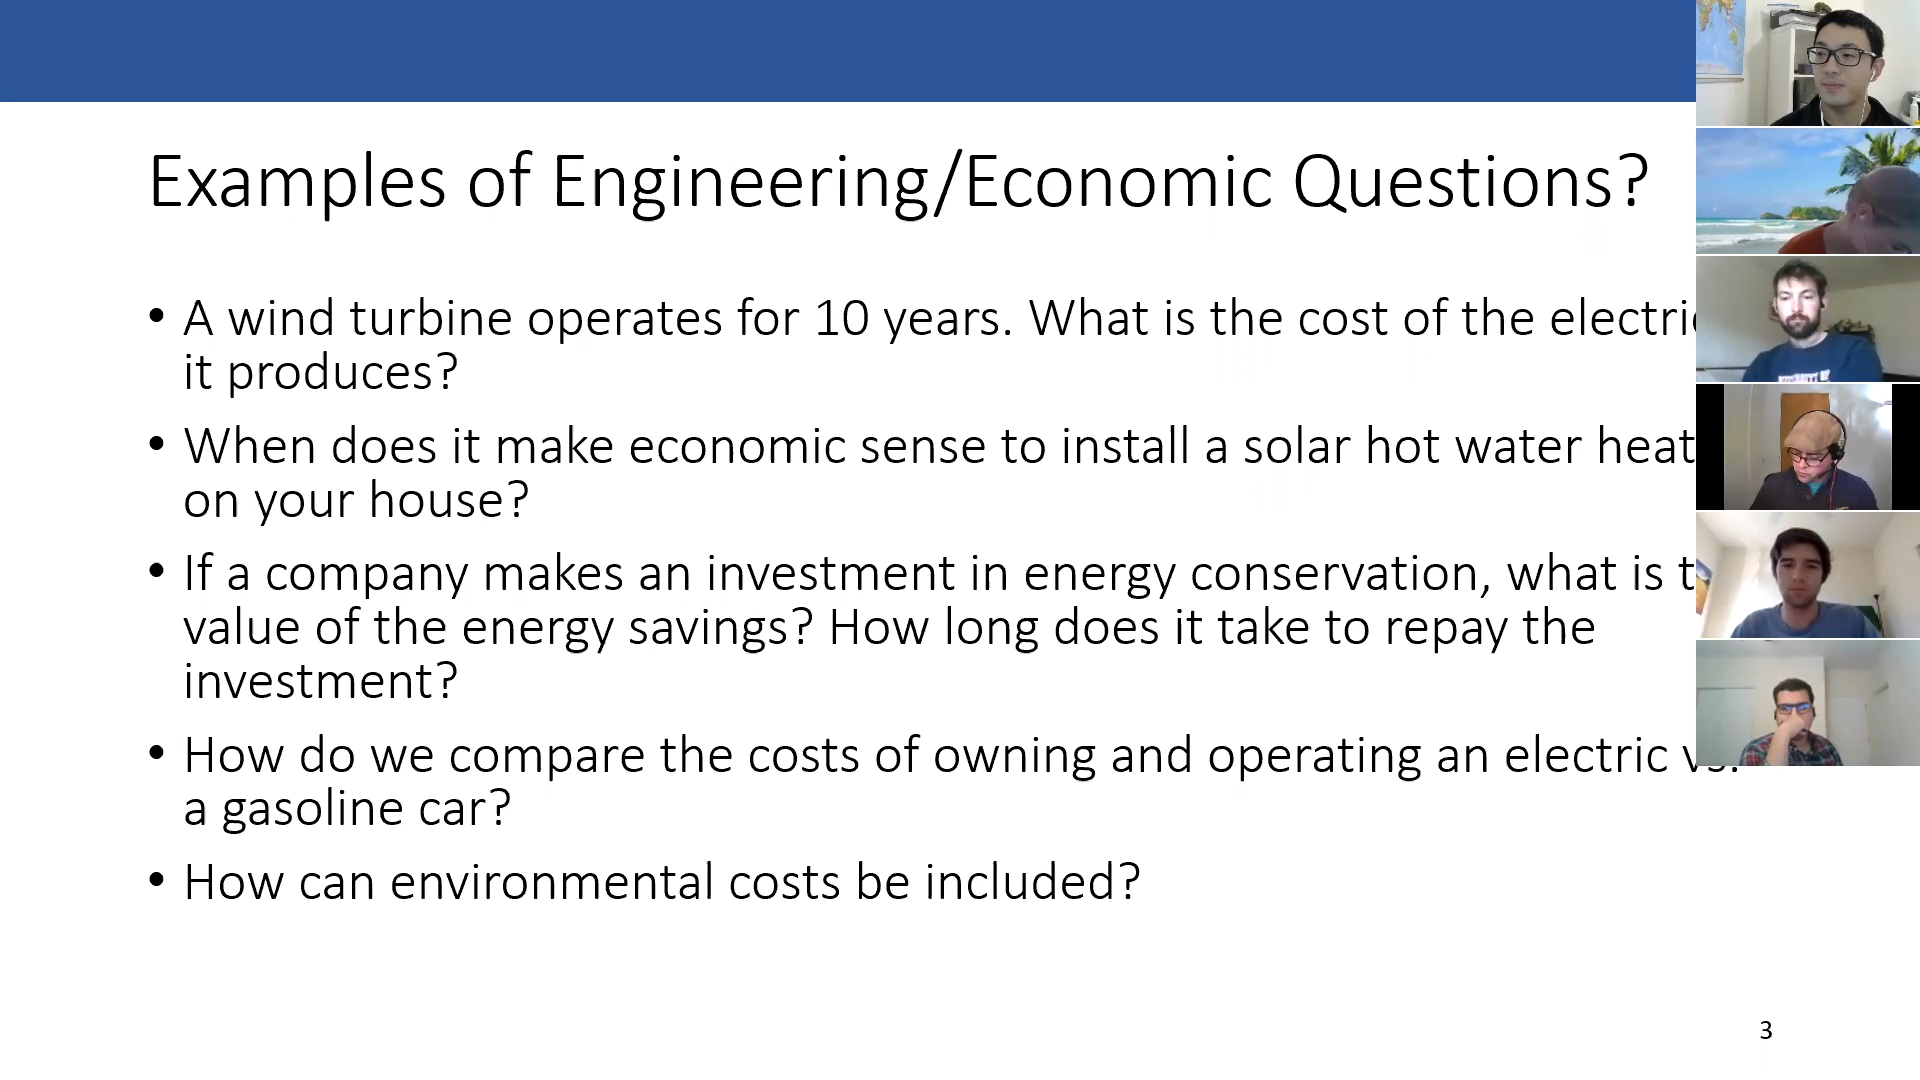 Examples of Engineering/Economic Questions?
• A wind turbine operates for 10 years. What is the cost of the
it produces?
• When does it make economic sense to install a solar hot water
on your house?
• If a company makes an investment in energy conservation, what is
value of the energy savings? How long does it take to repay the
investment?
• How do we compare the costs of owning and operating an electric vs.
a gasoline car?
• How can environmental costs be included?
3